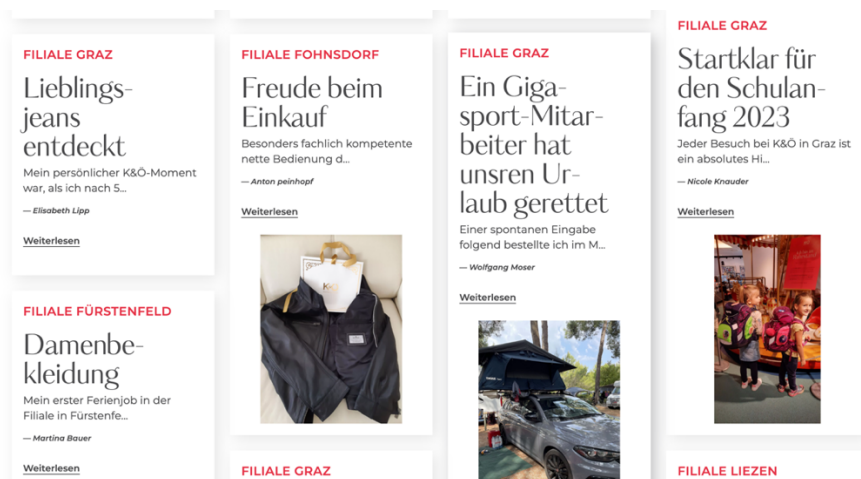 FILIALE GRAZ
Lieblings-
jeans
entdeckt
Mein persönlicher K&Ö-Moment
war, als ich nach 5...
— Elisabeth Lipp
Weiterlesen
FILIALE FÜRSTENFELD
Damenbe-
kleidung
Mein erster Ferienjob in der
Filiale in Fürstenfe...
— Martina Bauer
Weiterlesen
FILIALE FOHNSDORF
Freude beim
Einkauf
Besonders fachlich kompetente
nette Bedienung d...
— Anton peinhopf
Weiterlesen
FILIALE GRAZ
FILIALE GRAZ
Ein Giga-
sport-Mitar-
beiter hat
unsren Ur-
laub gerettet
Einer spontanen Eingabe
folgend bestellte ich im M...
— Wolfgang Moser
Weiterlesen
FILIALE GRAZ
Startklar für
den Schulan-
fang 2023
Jeder Besuch bei K&Ö in Graz ist
ein absolutes Hi...
— Nicole Knauder
Weiterlesen
FILIALE LIEZEN